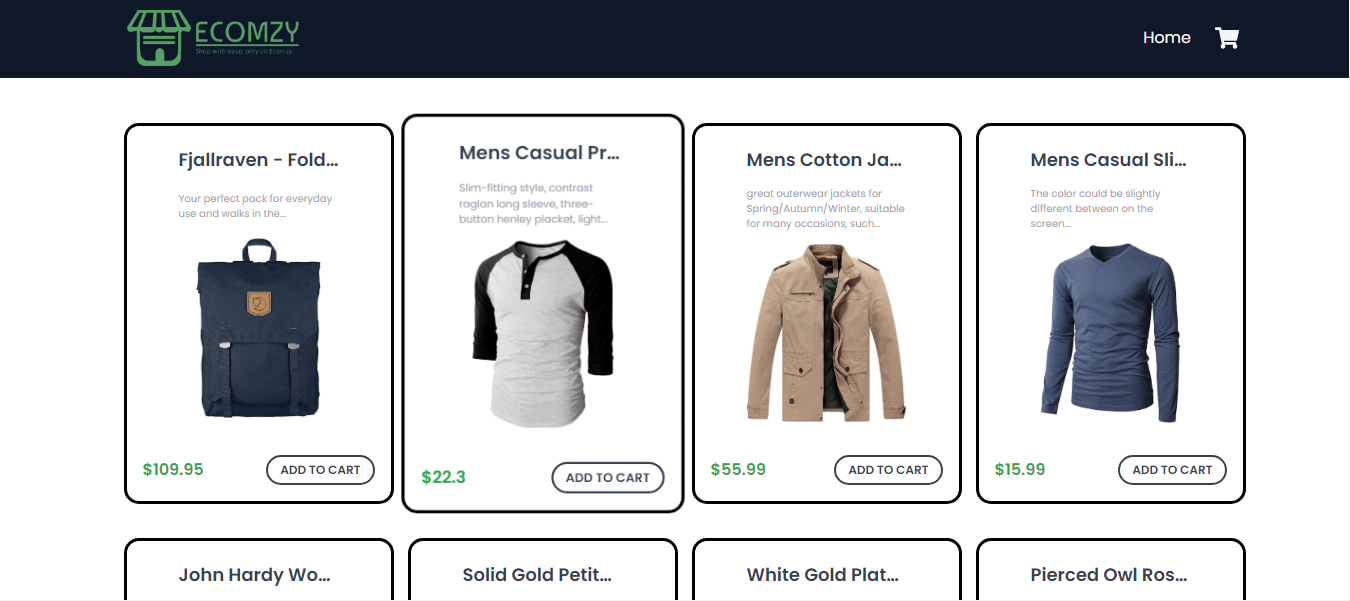 ECOMZY
Shop with ease, only on Ecomzy.
Home
Fjallraven - Fold...
Your perfect pack for everyday
use and walks in the...
$109.95
ADD TO CART
Mens Casual Pr...
Slim-fitting style, contrast
raglan long sleeve, three-
button henley placket, light...
$22.3
ADD TO CART
Mens Cotton Ja...
great outerwear jackets for
Spring/Autumn/Winter, suitable
for many occasions, such...
$55.99
ADD TO CART
Mens Casual Sli...
The color could be slightly
different between on the
screen...
$15.99
ADD TO CART
John Hardy Wo...
Solid Gold Petit...
White Gold Plat...
Pierced Owl Ros...